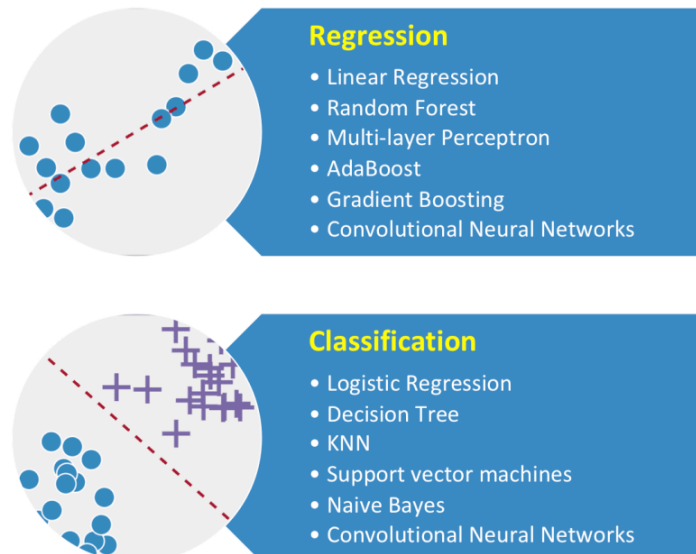 Regression
• Linear Regression
• Random Forest
• Multi-layer Perceptron
• AdaBoost
• Gradient Boosting
• Convolutional Neural Networks
Classification
• Logistic Regression
• Decision Tree
• KNN
• Support vector machines
• Naive Bayes
• Convolutional Neural Networks